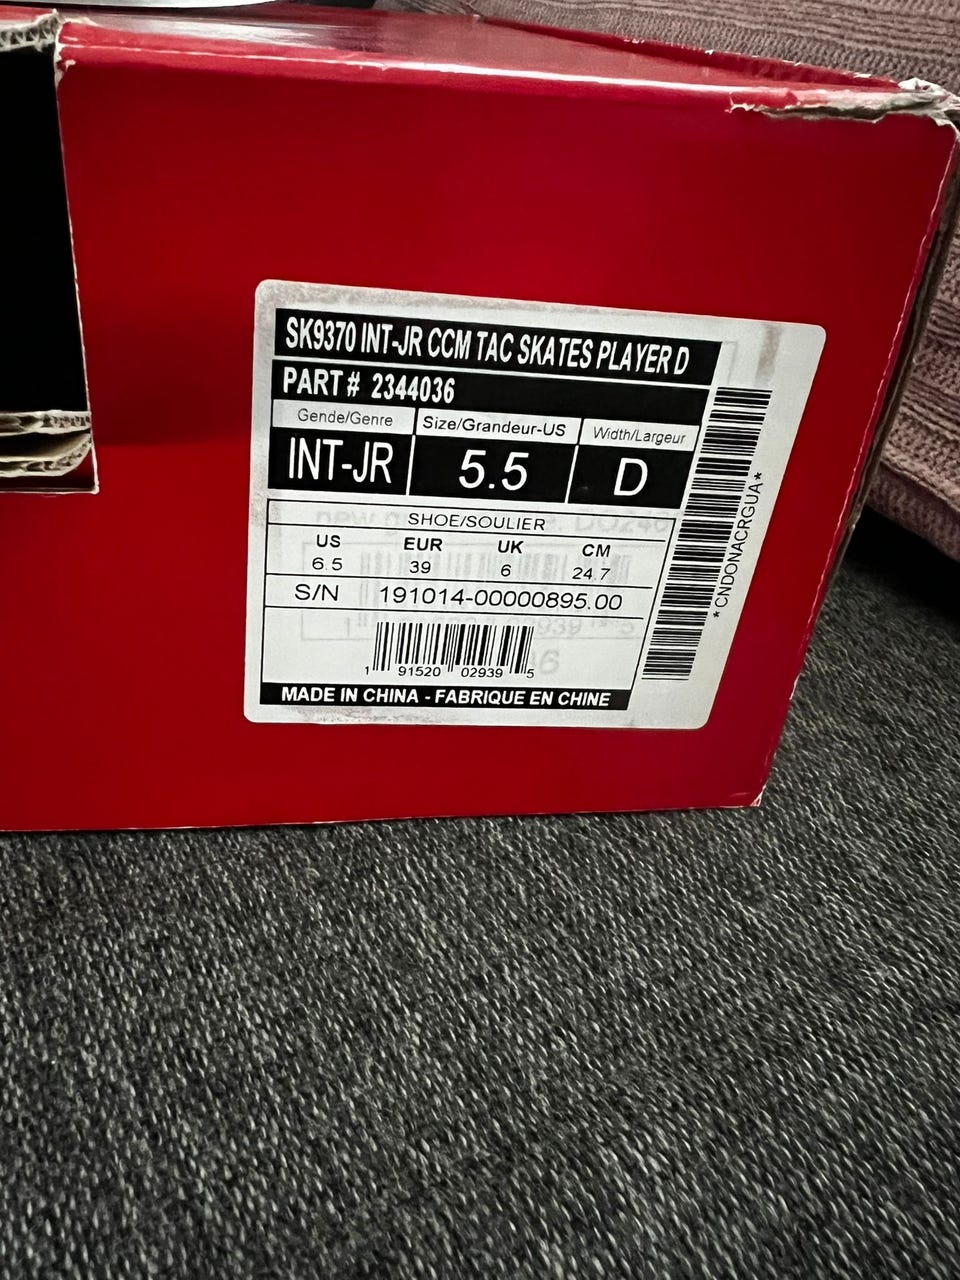 SK9370 INT-JR CCM TAC SKATES PLAYER D
PART # 2344036
Gende/Genre Size/Grandeur-US Width/Largeur
INT-JR 5.5 D
SHOE/SOULIER
US EUR UK CM
6.5 39 6 24.7
S/N 191014-00000895.00
1 91520 02939 5
MADE IN CHINA - FABRIQUE EN CHINE
*CNDONACRGUA*